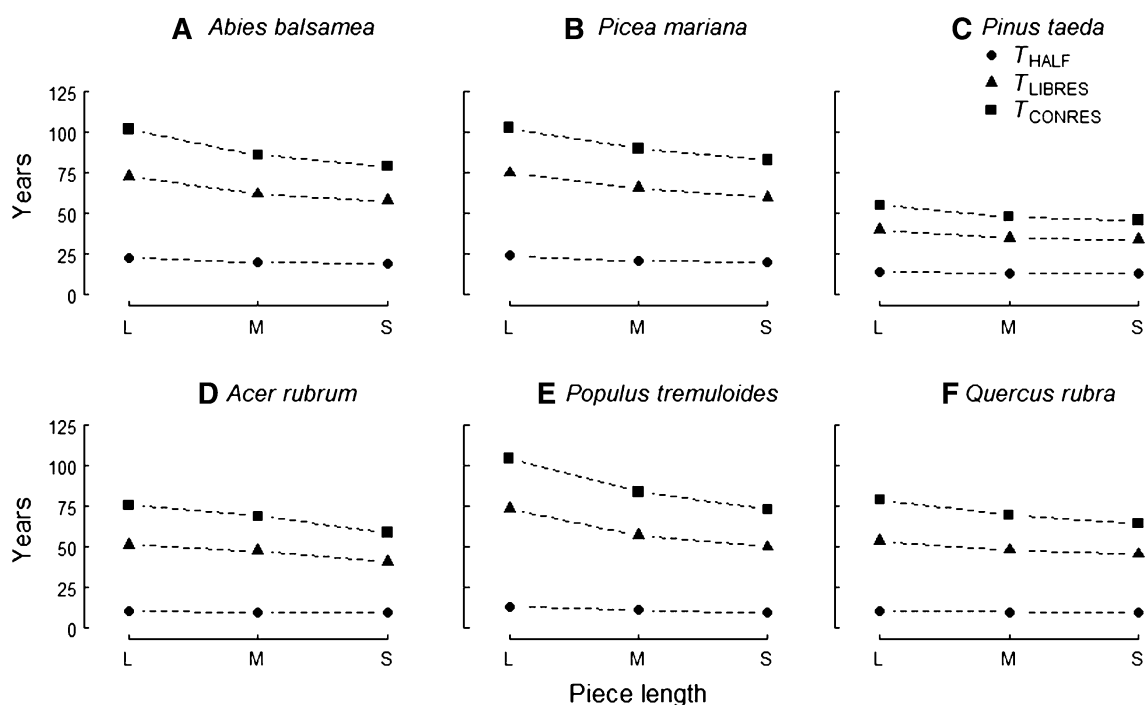 A Abies balsamea
B Picea mariana
C Pinus taeda
THALF
TLIBRES
TCONRES
Years
125
100
75
50
25
0
L M S
L M S
L M S
D Acer rubrum
E Populus tremuloides
F Quercus rubra
Years
125
100
75
50
25
0
L M S
L M S
L M S
Piece length